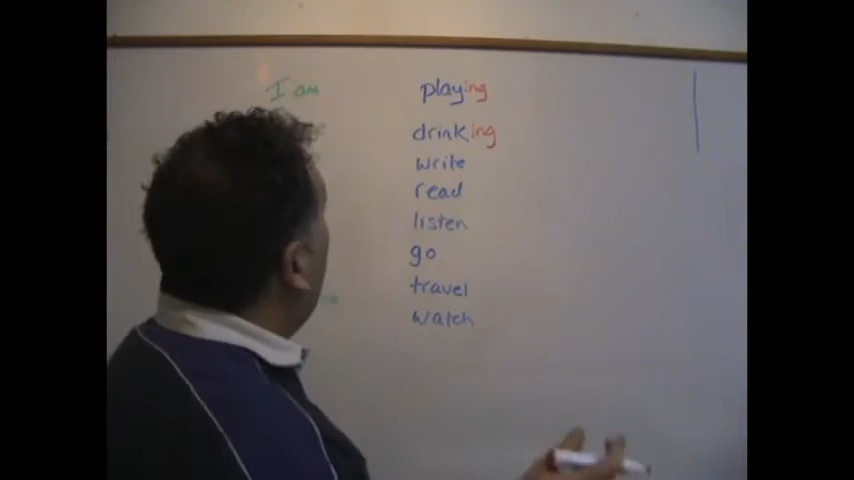 I am playing
drinking
write
read
listen
go
travel
watch